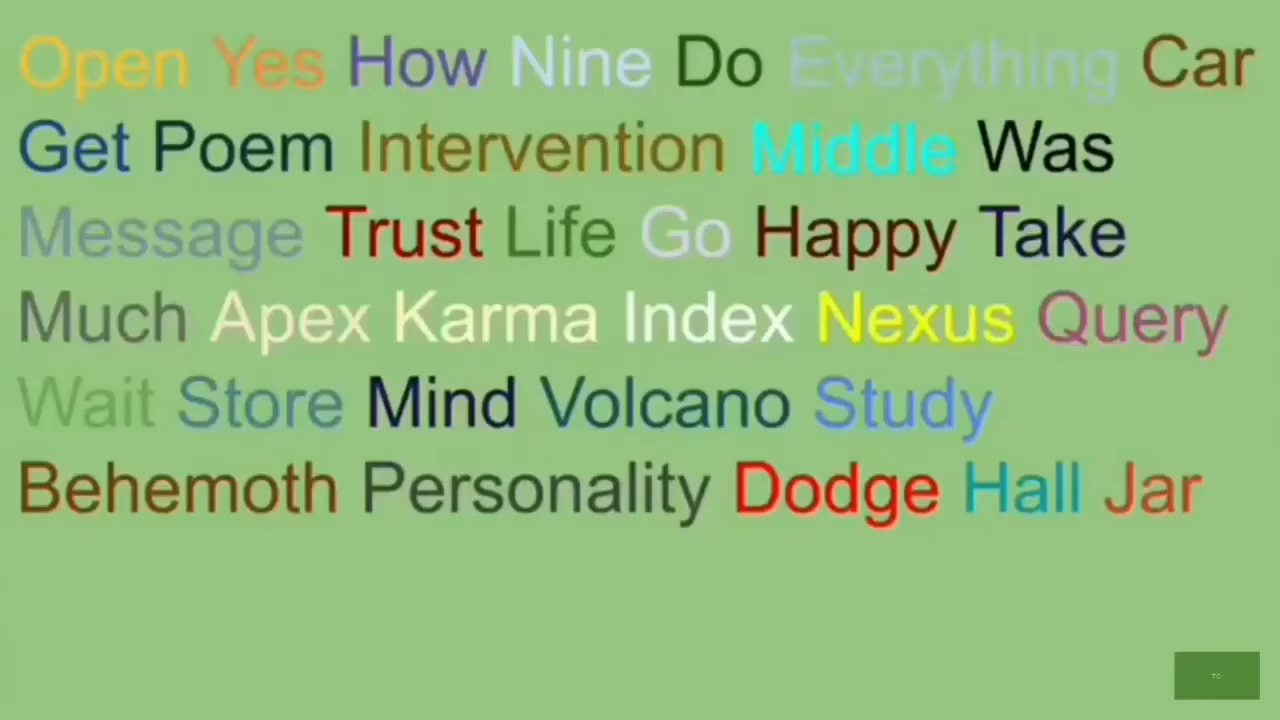 Open Yes How Nine Do Everything Car
Get Poem Intervention Middle Was
Message Trust Life Go Happy Take
Much Apex Karma Index Nexus Query
Wait Store Mind Volcano Study
Behemoth Personality Dodge Hall Jar